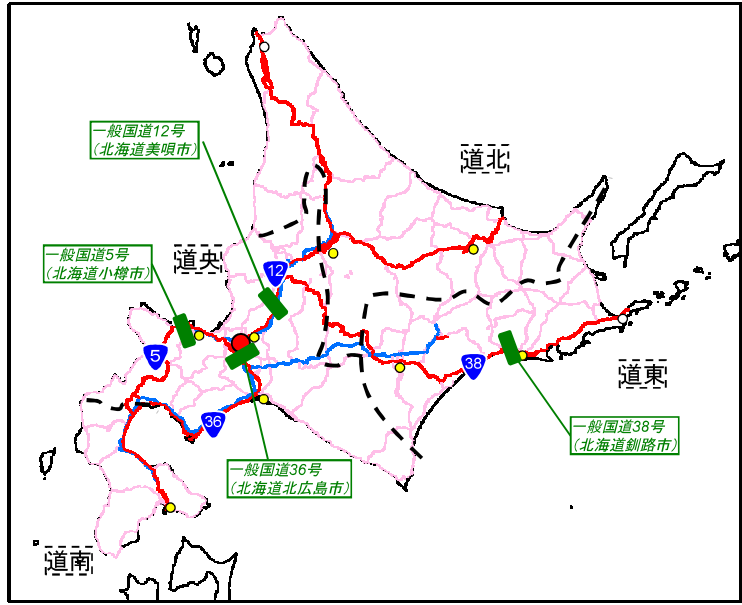 一般国道12号
（北海道美唄市）
道北
一般国道5号
（北海道小樽市）
道央
12
5
38
36
道東
一般国道38号
（北海道釧路市）
一般国道36号
（北海道北広島市）
道南